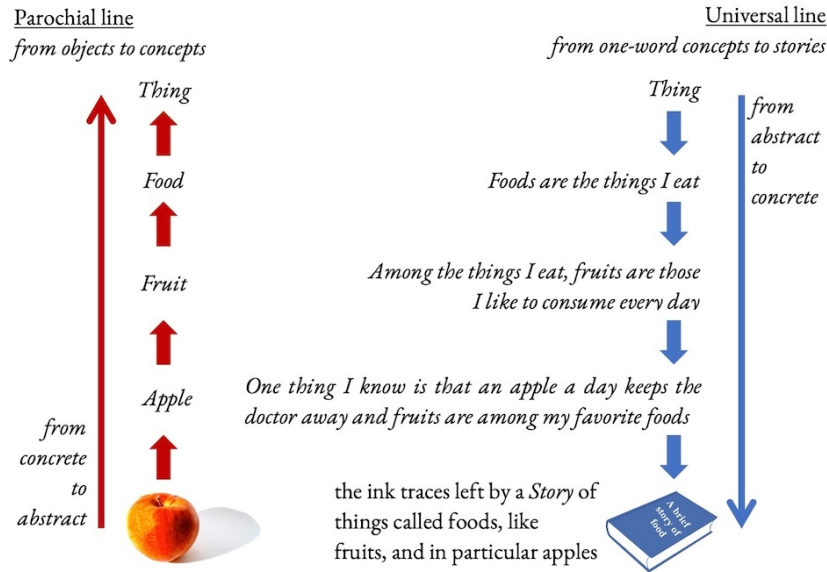 Parochial line
from objects to concepts
Thing
Food
Fruit
Apple
from
concrete
to
abstract
Universal line
from one-word concepts to stories
Thing
Foods are the things I eat
Among the things I eat, fruits are those
I like to consume every day
One thing I know is that an apple a day keeps the
doctor away and fruits are among my favorite foods
the ink traces left by a Story of
things called foods, like
fruits, and in particular apples
A brief
story of
food
from
abstract
to
concrete